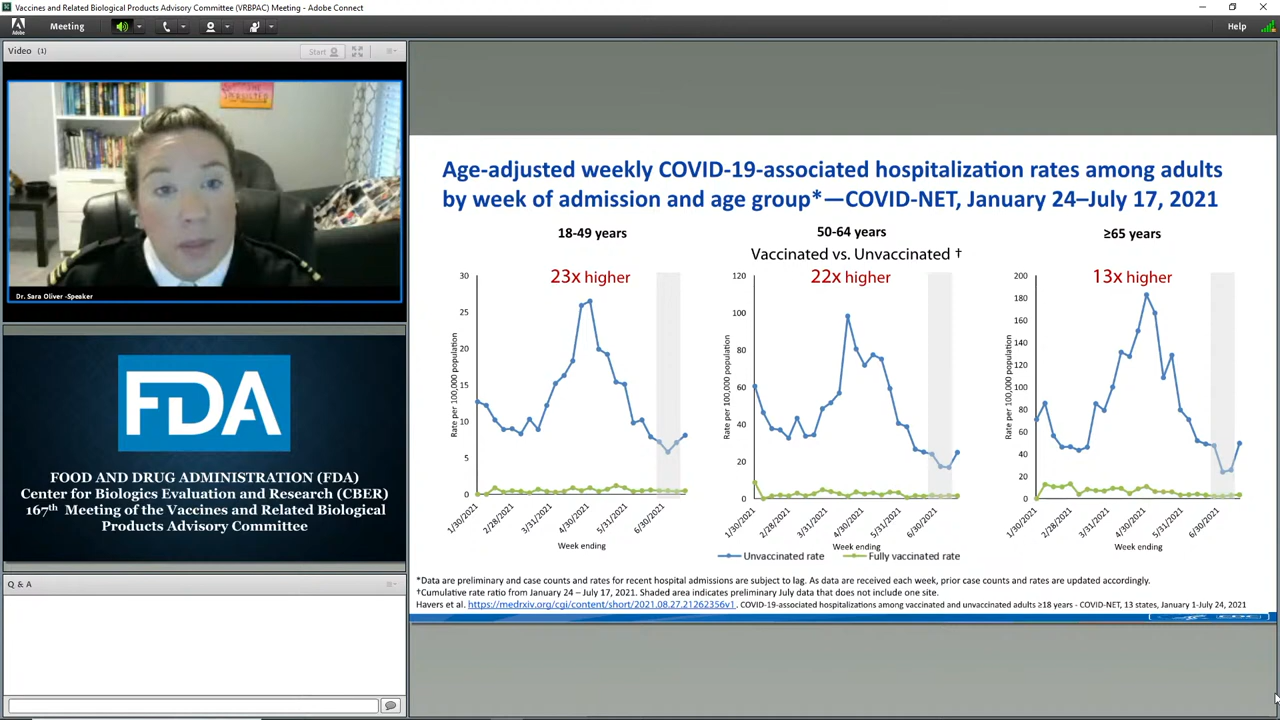 Vaccines and Related Biological Products Advisory Committee (VRBPAC) Meeting - Adobe Connect
Meeting
Help
Video (1)
Start
Dr. Sara Oliver -Speaker
FDA
FOOD AND DRUG ADMINISTRATION (FDA)
Center for Biologics Evaluation and Research (CBER)
167th Meeting of the Vaccines and Related Biological
Products Advisory Committee
Q & A
Age-adjusted weekly COVID-19-associated hospitalization rates among adults
by week of admission and age group*—COVID-NET, January 24–July 17, 2021
18-49 years
50-64 years
≥65 years
Vaccinated vs. Unvaccinated †
23x higher
22x higher
13x higher
Rate per 100,000 population
30
25
20
15
10
5
0
1/30/2021
2/28/2021
3/31/2021
4/30/2021
5/31/2021
6/30/2021
Week ending
Rate per 100,000 population
120
100
80
60
40
20
0
1/30/2021
2/28/2021
3/31/2021
4/30/2021
5/31/2021
6/30/2021
Week ending
Rate per 100,000 population
200
180
160
140
120
100
80
60
40
20
0
1/30/2021
2/28/2021
3/31/2021
4/30/2021
5/31/2021
6/30/2021
Week ending
Unvaccinated rate
Fully vaccinated rate
*Data are preliminary and case counts and rates for recent hospital admissions are subject to lag. As data are received each week, prior case counts and rates are updated accordingly.
†Cumulative rate ratio from January 24 – July 17, 2021. Shaded area indicates preliminary July data that does not include one site.
Havers et al. https://medrxiv.org/cgi/content/short/2021.08.27.21262356v1. COVID-19-associated hospitalizations among vaccinated and unvaccinated adults ≥18 years - COVID-NET, 13 states, January 1-July 24, 2021